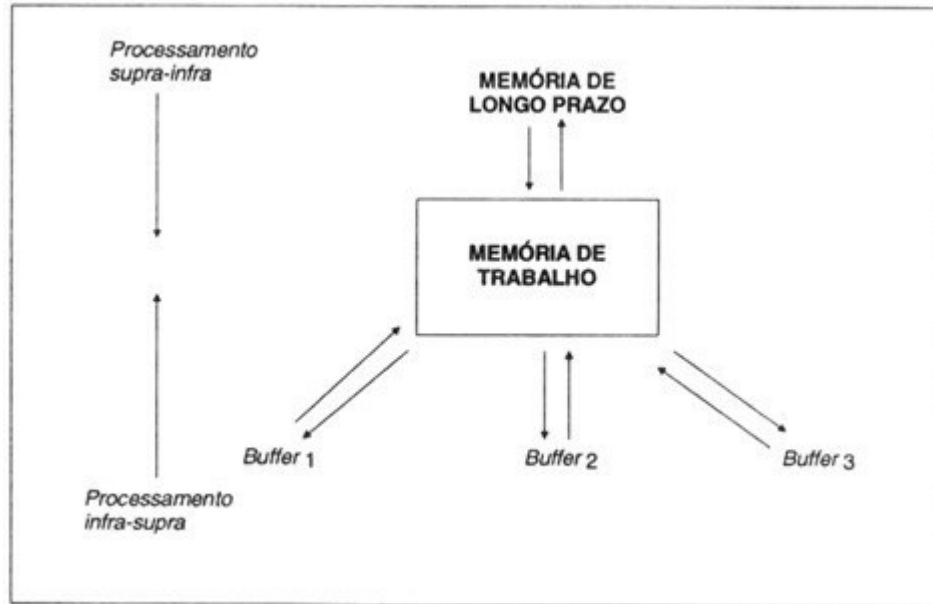 Processamento
supra-infra
MEMÓRIA DE
LONGO PRAZO
MEMÓRIA DE
TRABALHO
Buffer 1
Buffer 2
Buffer 3
Processamento
infra-supra